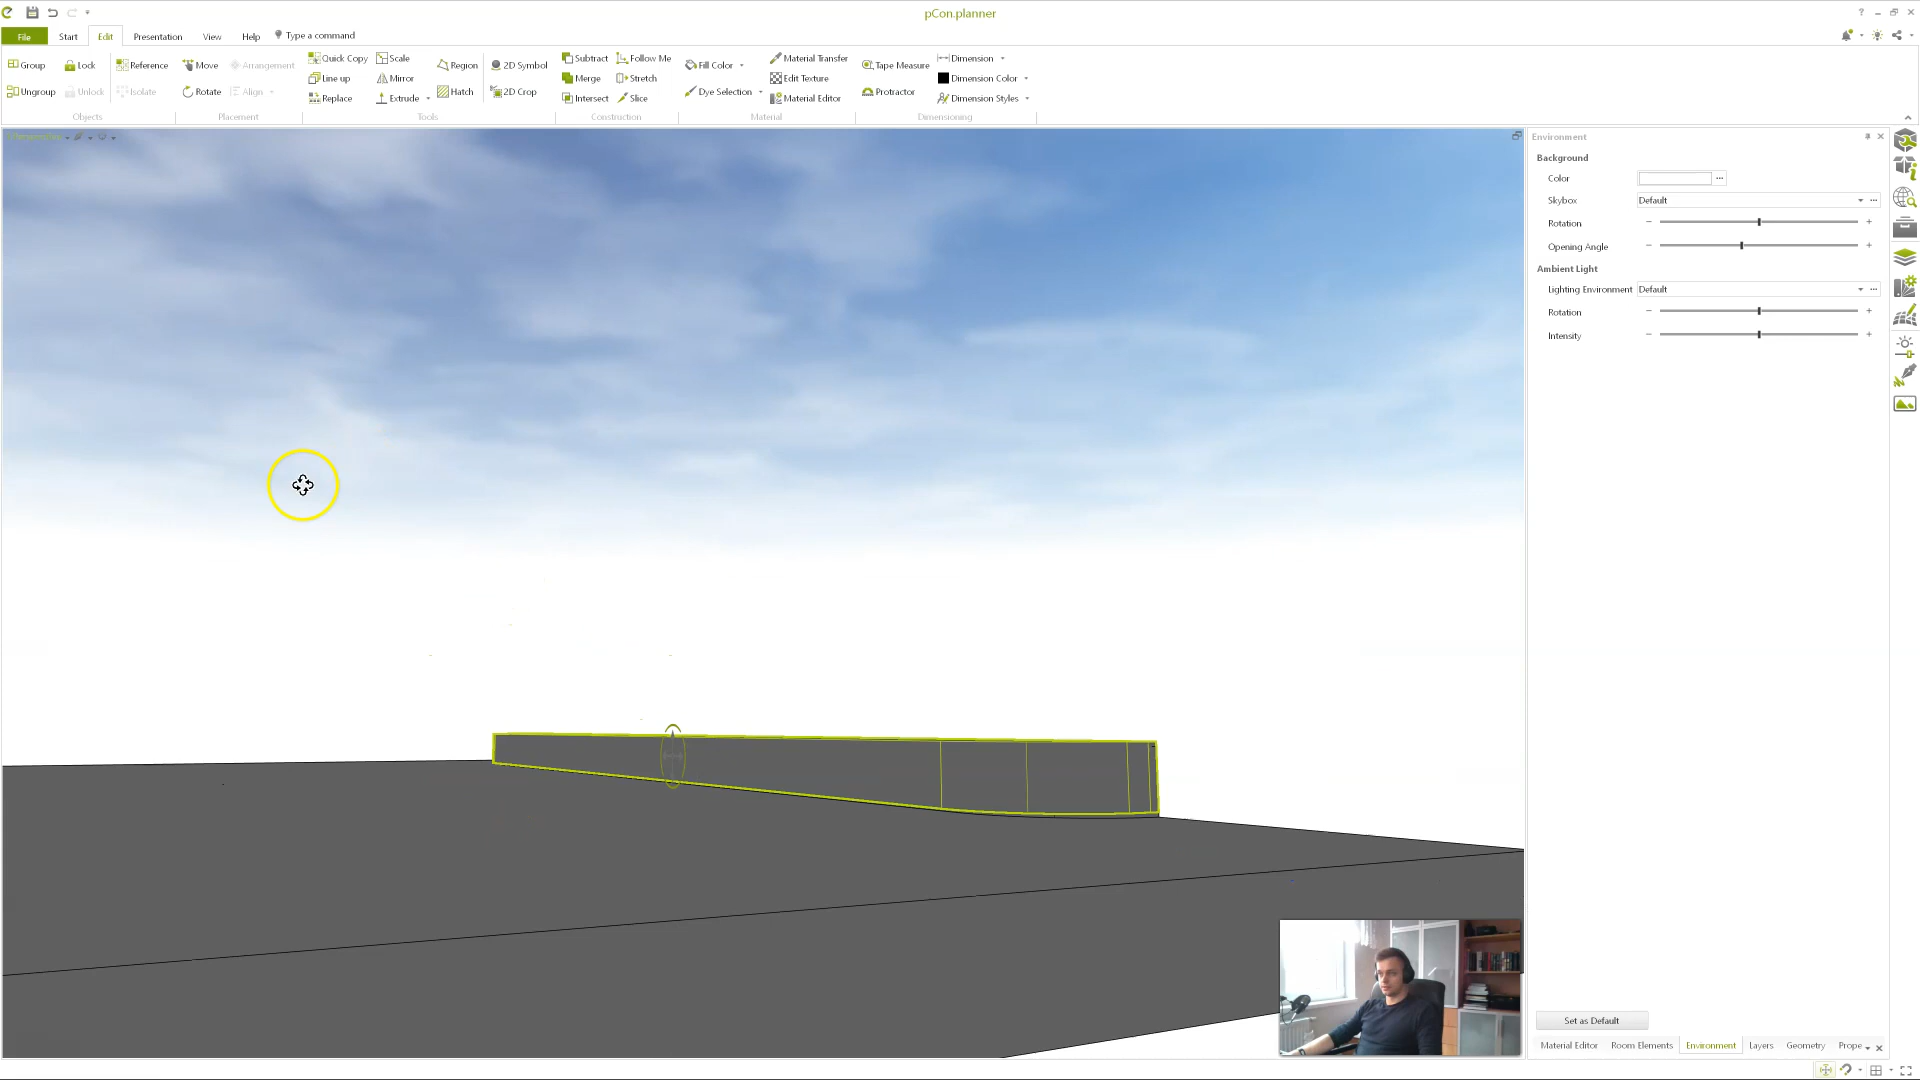 pCon.planner
File Start Edit Presentation View Help Type a command
Group Lock Reference Move Arrangement Quick Copy Scale Region 2D Symbol Subtract Follow Me Fill Color Material Transfer Tape Measure Dimension
Line up Mirror Merge Stretch Edit Texture Dimension Color
Ungroup Unlock Isolate Rotate Align Replace Extrude Hatch 2D Crop Intersect Slice Dye Selection Material Editor Protractor Dimension Styles
Objects Placement Tools Construction Material Dimensioning
Environment
Background
Color
Skybox Default
Rotation
Opening Angle
Ambient Light
Lighting Environment Default
Rotation
Intensity
Set as Default
Material Editor Room Elements Environment Layers Geometry Prope